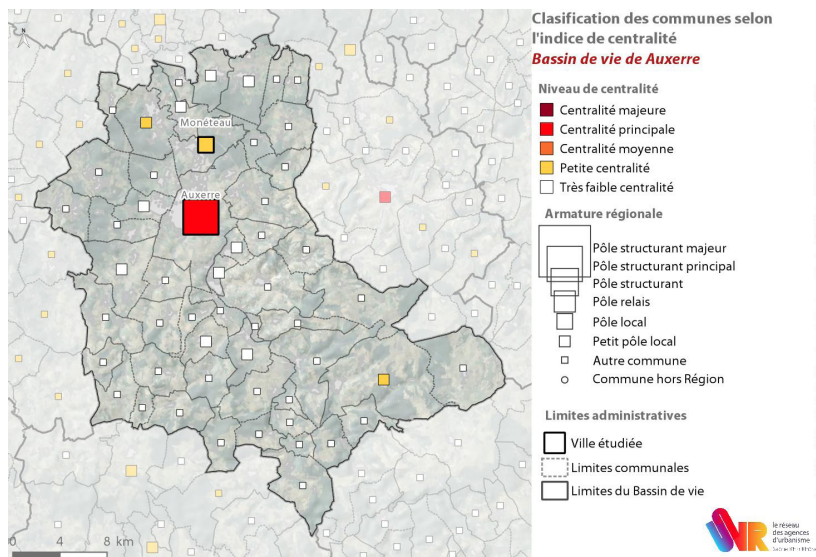 Clasification des communes selon
l'indice de centralité
Bassin de vie de Auxerre
Niveau de centralité
Centralité majeure
Centralité principale
Centralité moyenne
Petite centralité
Très faible centralité
Armature régionale
Pôle structurant majeur
Pôle structurant principal
Pôle structurant
Pôle relais
Pôle local
Petit pôle local
Autre commune
Commune hors Région
Limites administratives
Ville étudiée
Limites communales
Limites du Bassin de vie
N
Monéteau
Auxerre
0 4 8 km
le réseau
des agences
d'urbanisme